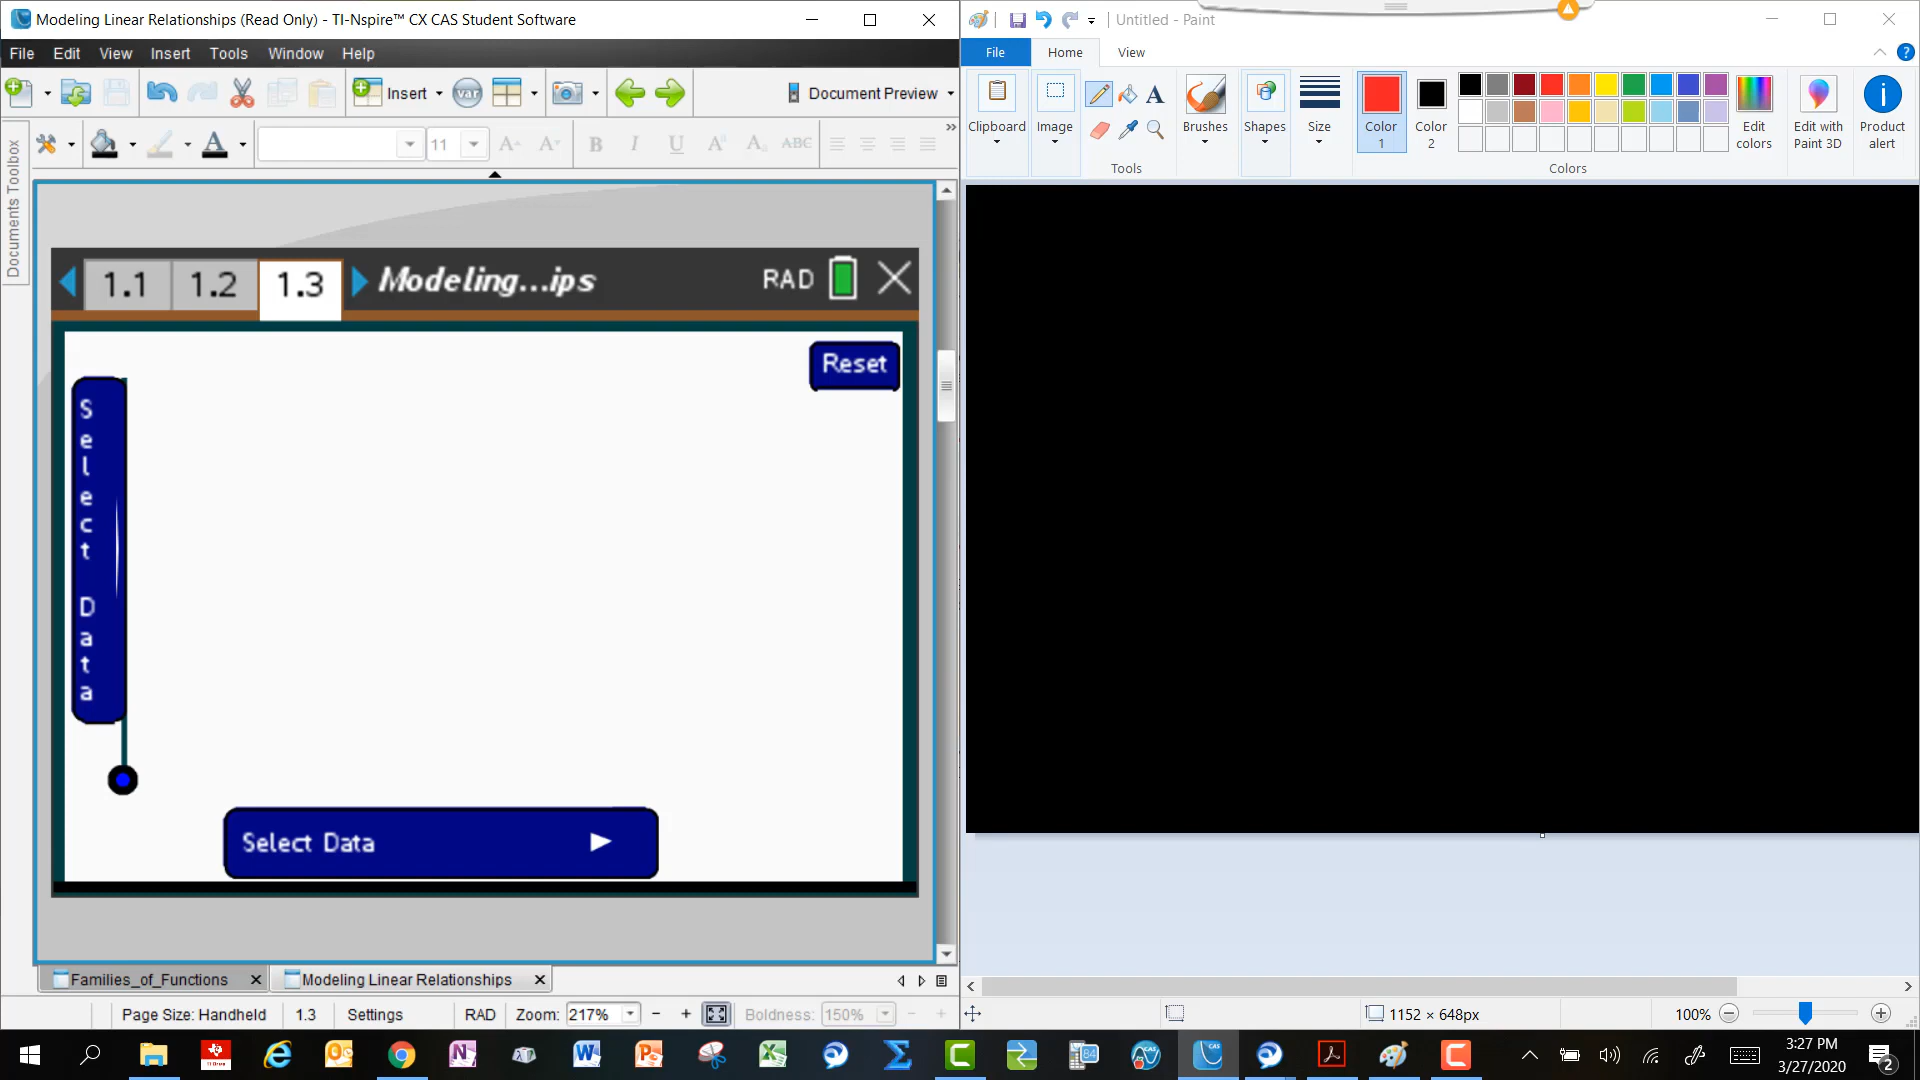 Modeling Linear Relationships (Read Only) - TI-Nspire™ CX CAS Student Software
File Edit View Insert Tools Window Help
Insert
var
Document Preview
11
B I U A A ABC
Documents Toolbox
1.1 1.2 1.3 Modeling...ips RAD
Reset
Select Data
Select Data
Families_of_Functions
Modeling Linear Relationships
Page Size: Handheld 1.3 Settings RAD Zoom: 217% Boldness: 150%
Untitled - Paint
File Home View
Clipboard
Image
Tools
Brushes
Shapes
Size
Color 1
Color 2
Edit colors
Edit with Paint 3D
Product alert
Colors
1152 × 648px
100%
3:27 PM
3/27/2020
2